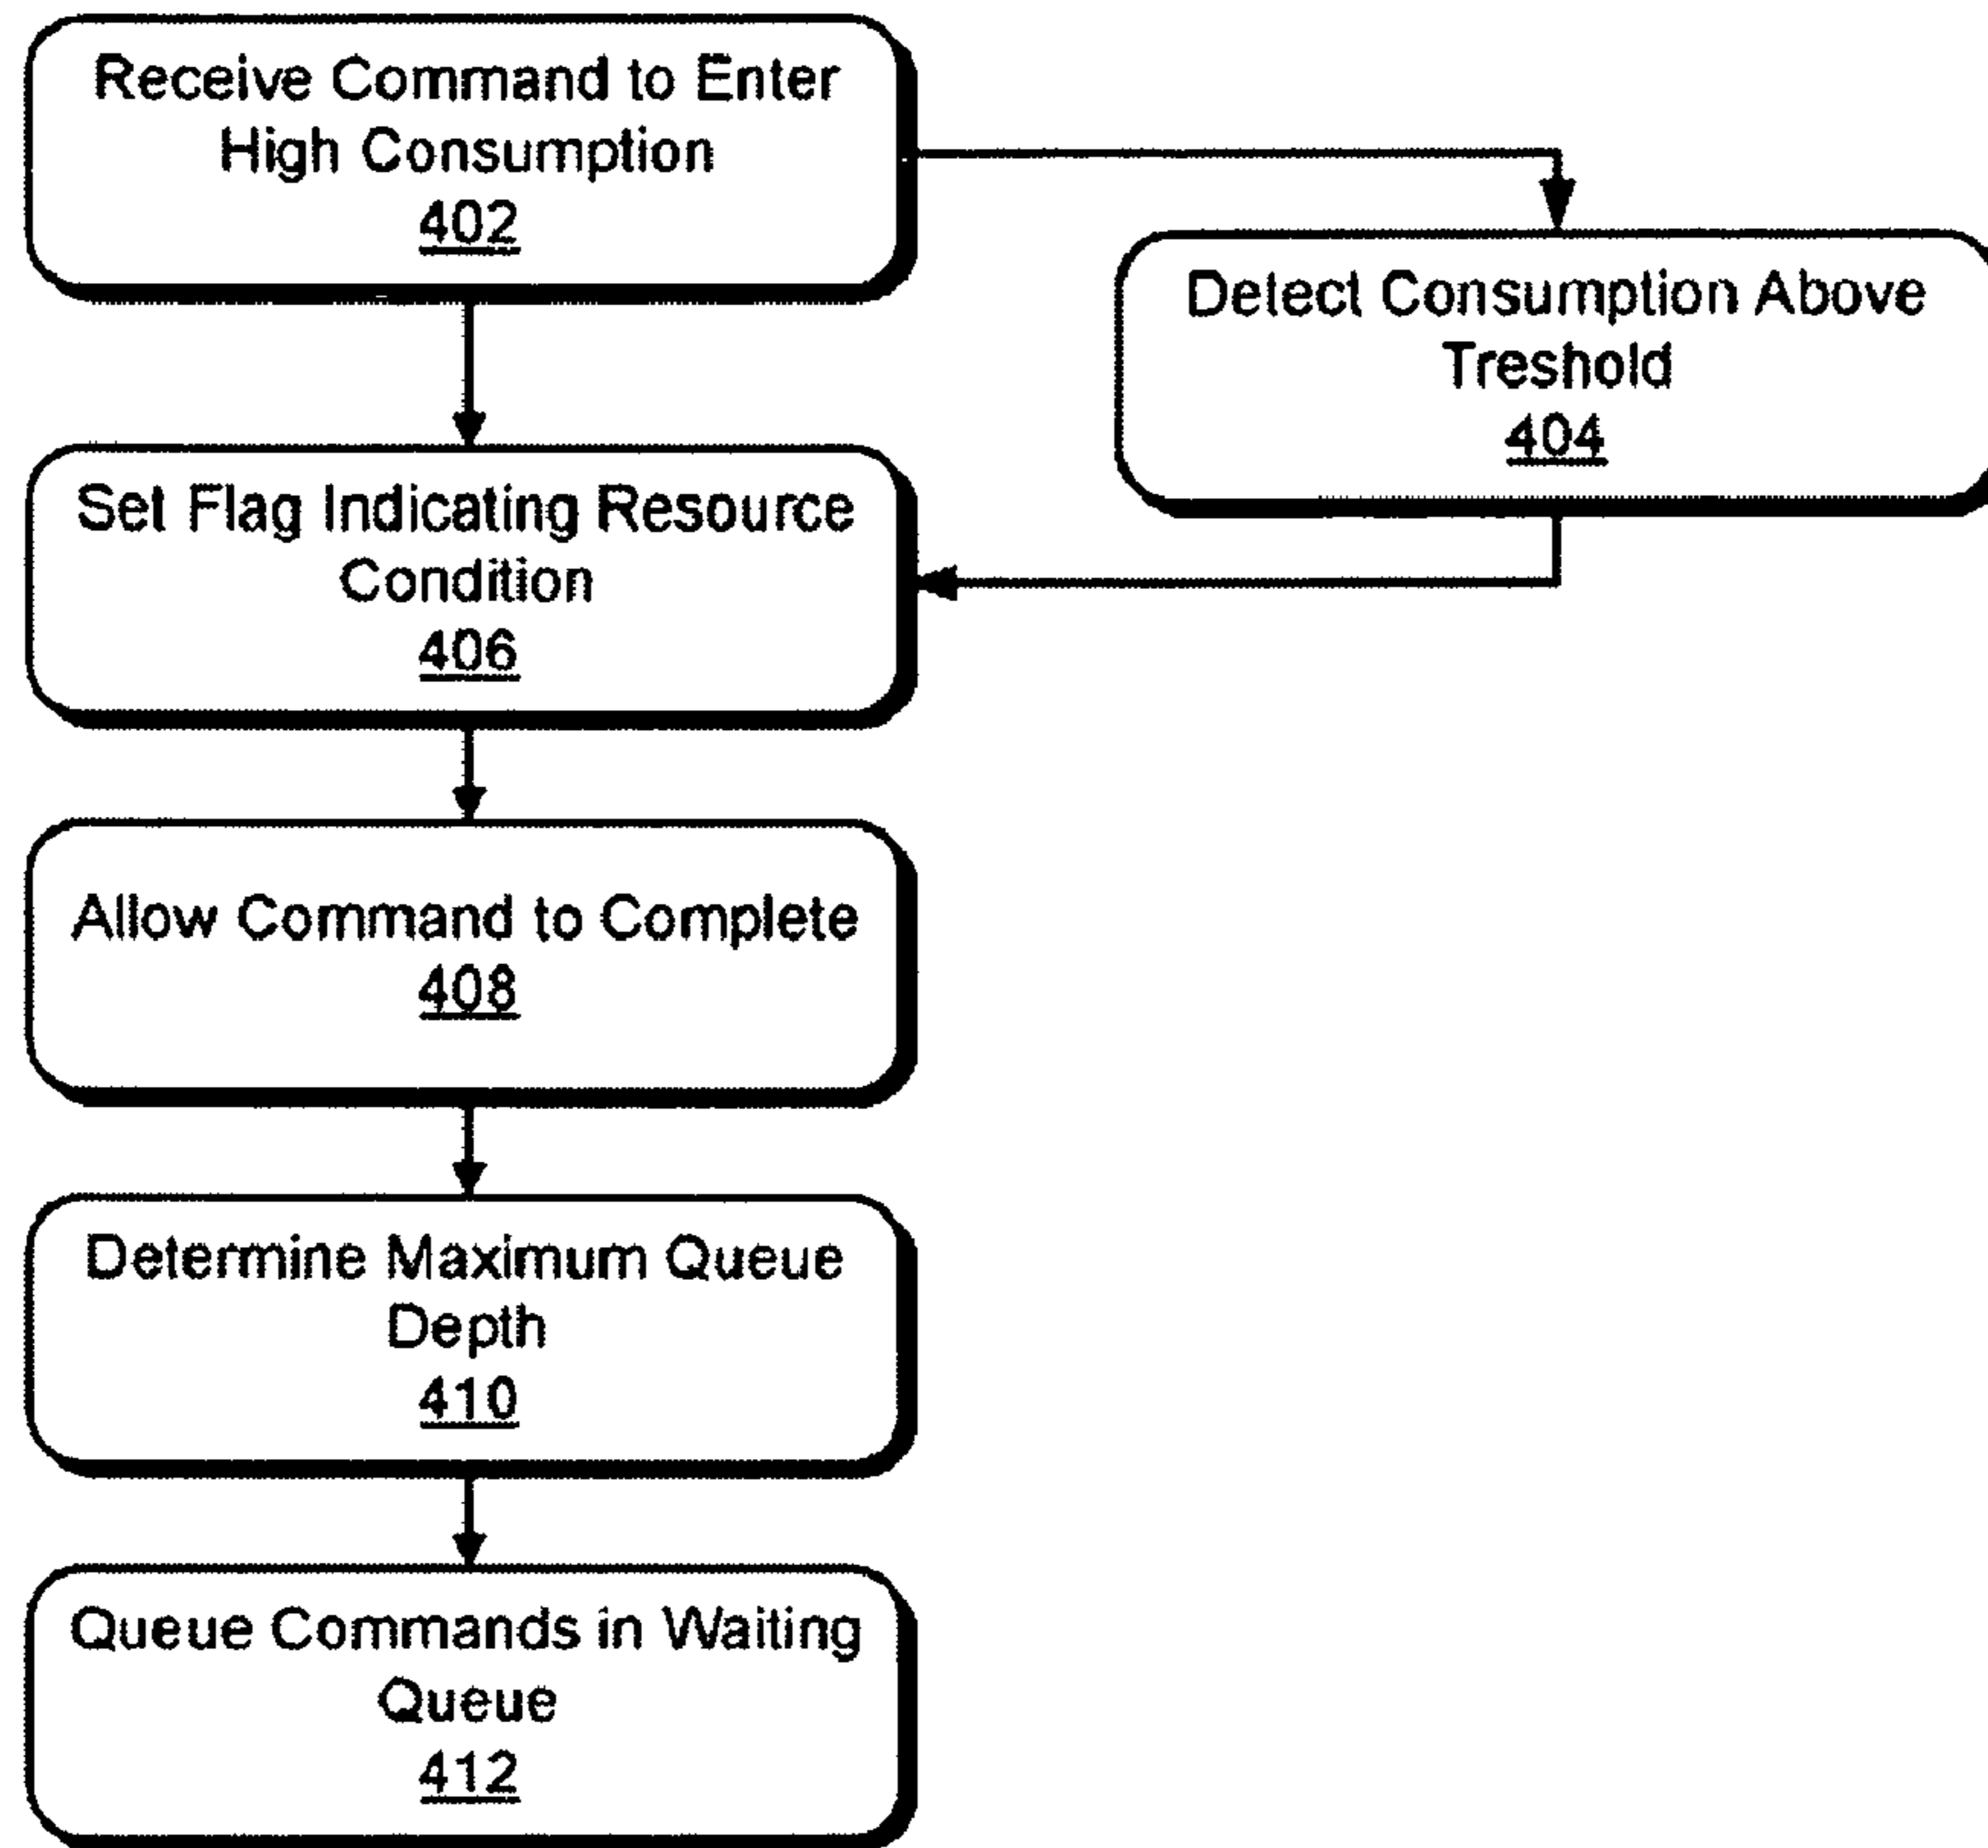 Receive Command to Enter
High Consumption
402
Detect Consumption Above
Treshold
404
Set Flag Indicating Resource
Condition
406
Allow Command to Complete
408
Determine Maximum Queue
Depth
410
Queue Commands in Waiting
Queue
412